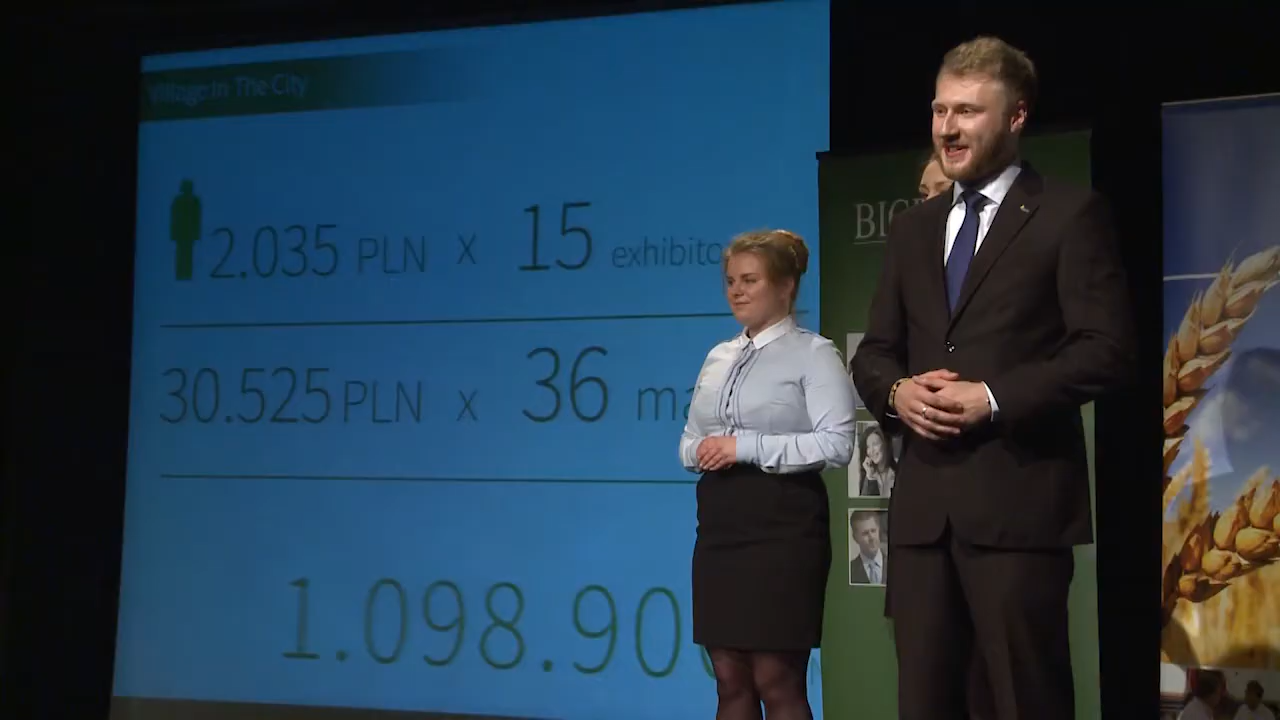 Village In The City
2.035 PLN x 15 exhibito
30.525 PLN x 36 ma
1.098.90
BIG